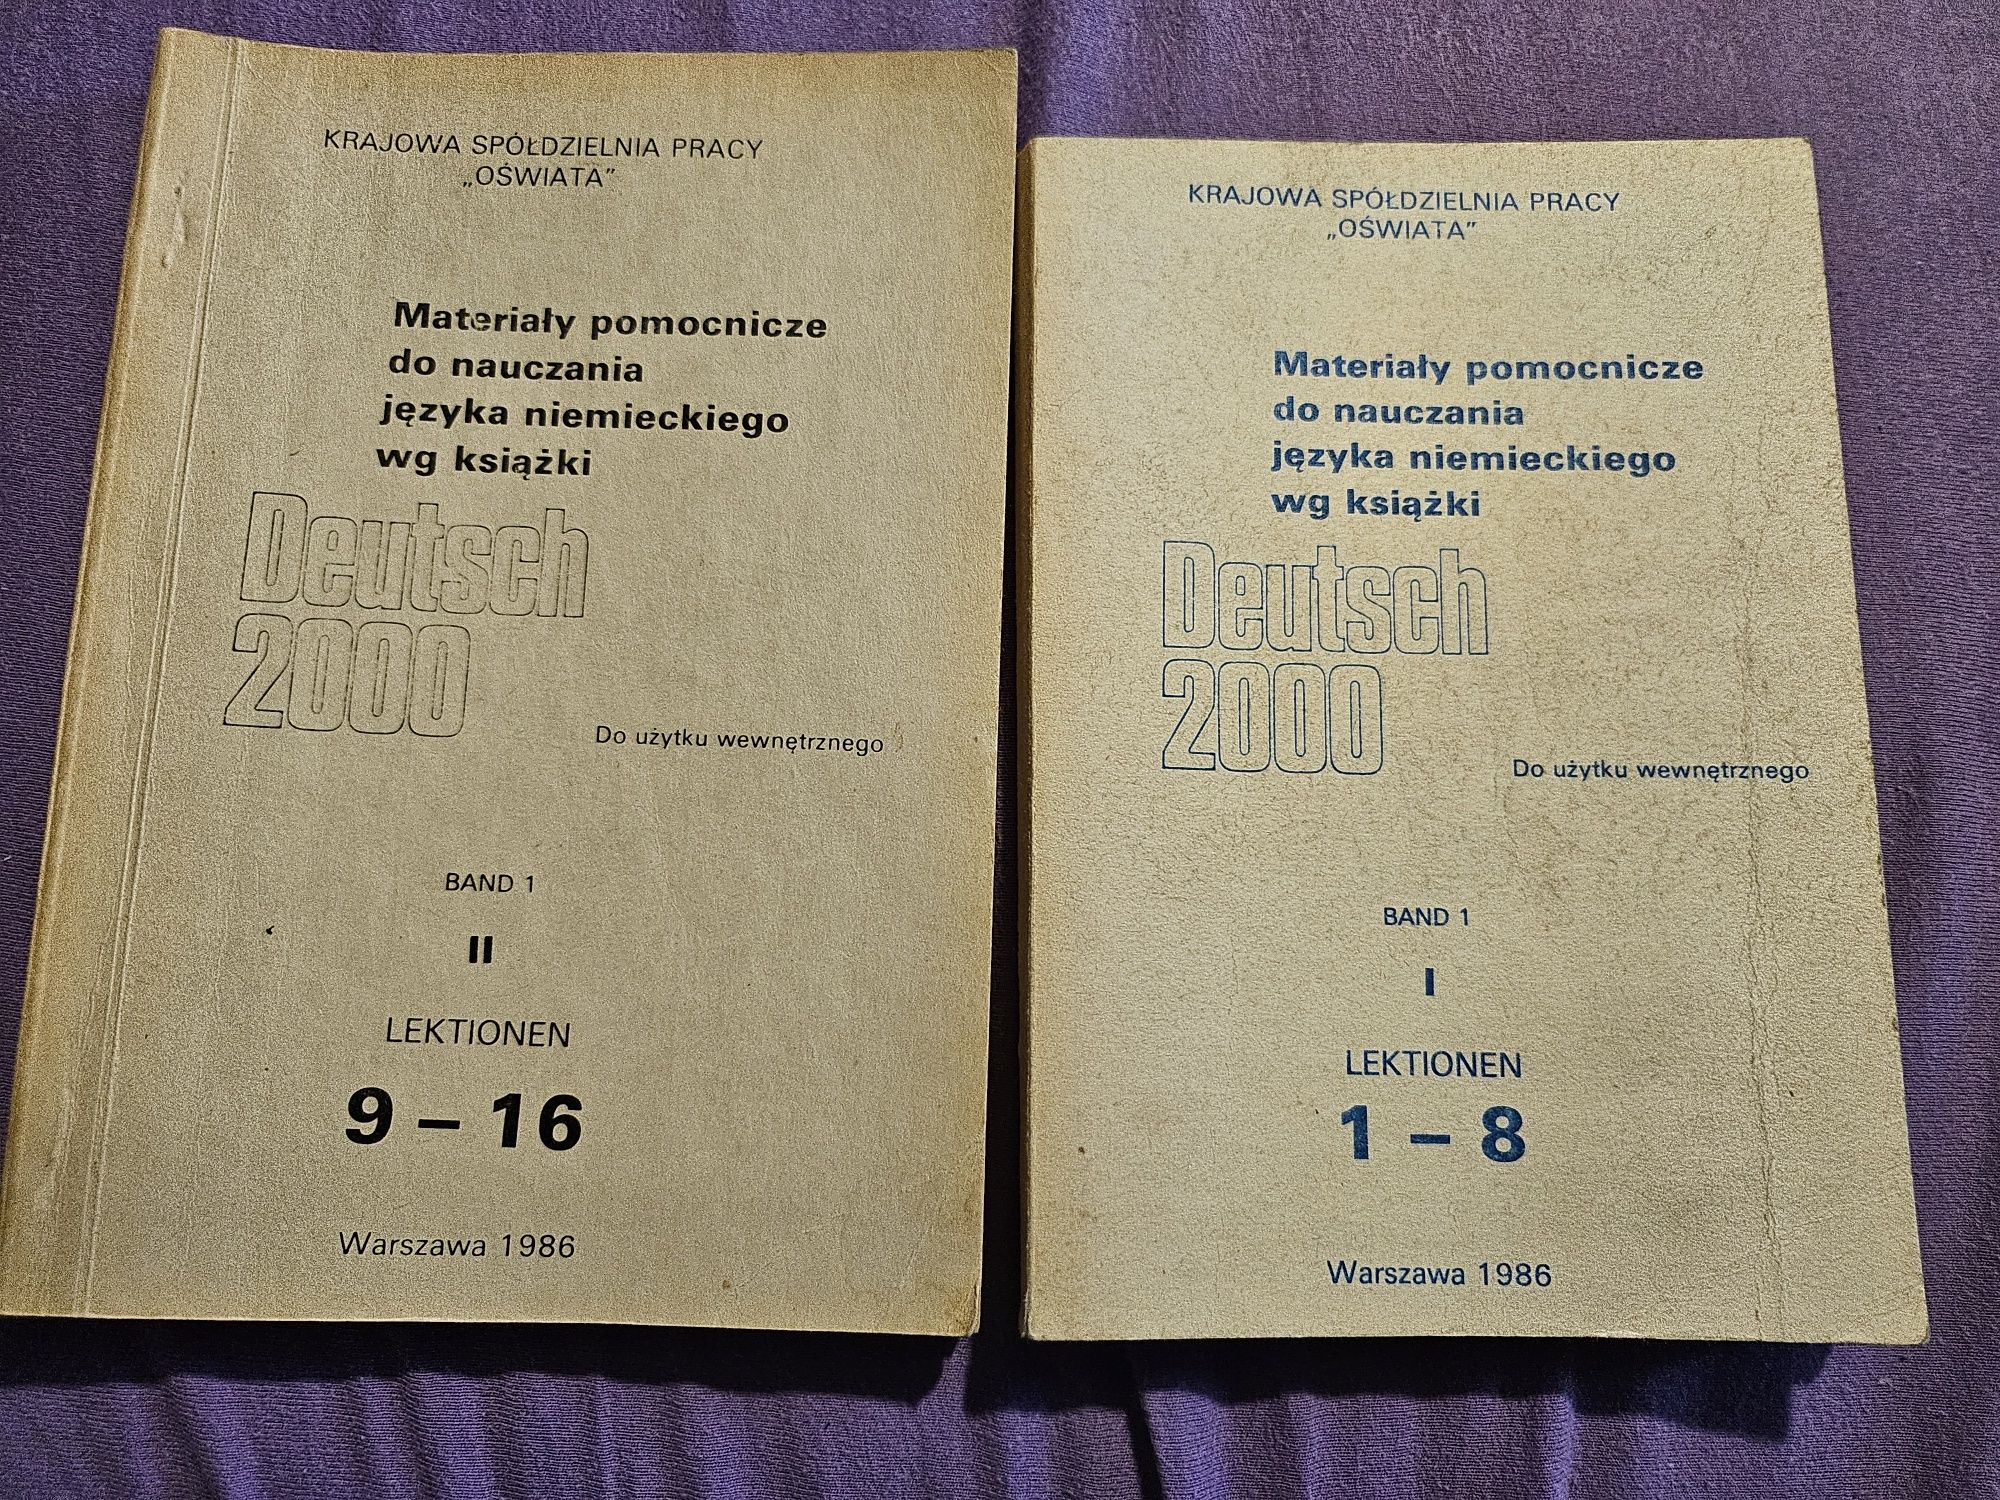 KRAJOWA SPÓŁDZIELNIA PRACY
„OŚWIATA”
Materiały pomocnicze
do nauczania
języka niemieckiego
wg książki
Deutsch
2000
Do użytku wewnętrznego
BAND 1
II
LEKTIONEN
9 – 16
Warszawa 1986
KRAJOWA SPÓŁDZIELNIA PRACY
„OŚWIATA”
Materiały pomocnicze
do nauczania
języka niemieckiego
wg książki
Deutsch
2000
Do użytku wewnętrznego
BAND 1
I
LEKTIONEN
1 – 8
Warszawa 1986